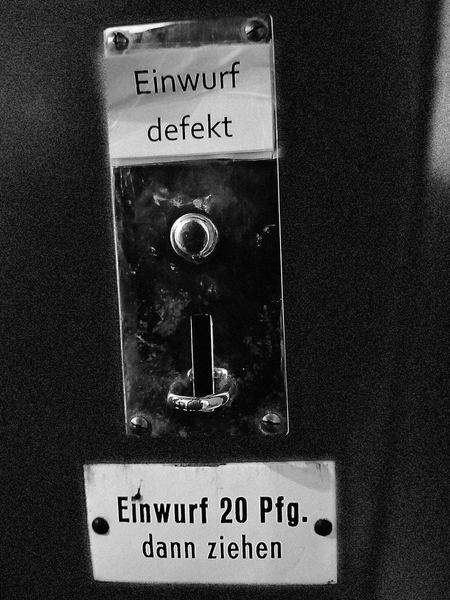 Einwurf
defekt
Einwurf 20 Pfg.
dann ziehen